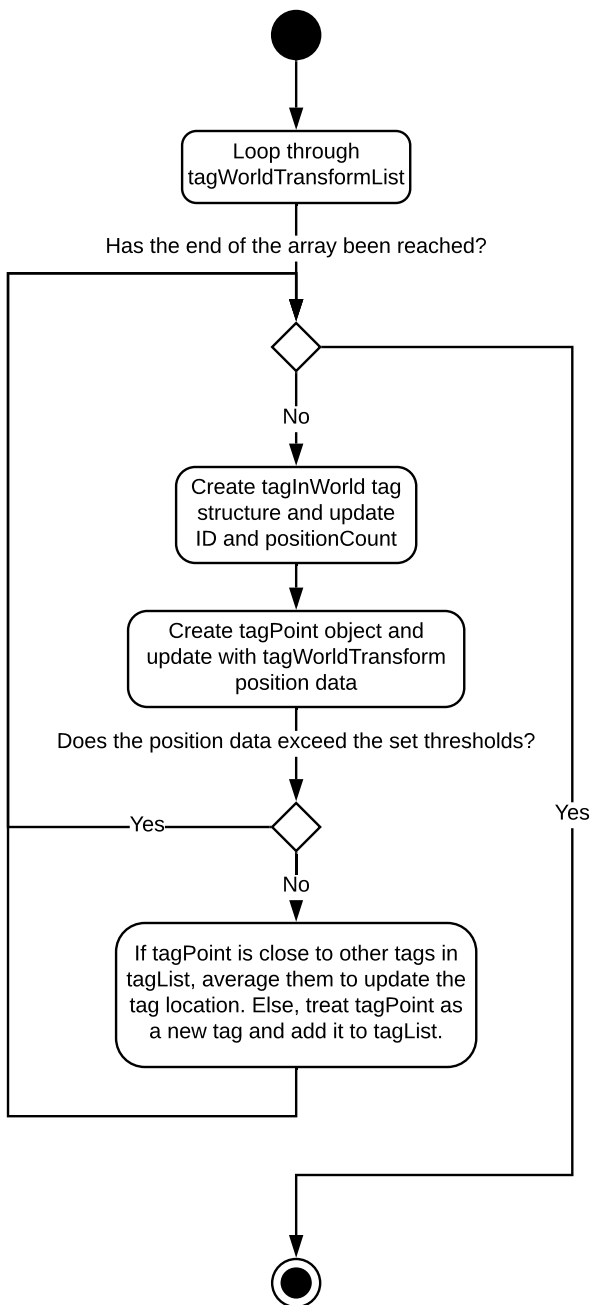 Loop through
tagWorldTransformList
Has the end of the array been reached?
No
Create tagInWorld tag
structure and update
ID and positionCount
Create tagPoint object and
update with tagWorldTransform
position data
Does the position data exceed the set thresholds?
Yes
Yes
No
If tagPoint is close to other tags in
tagList, average them to update the
tag location. Else, treat tagPoint as
a new tag and add it to tagList.